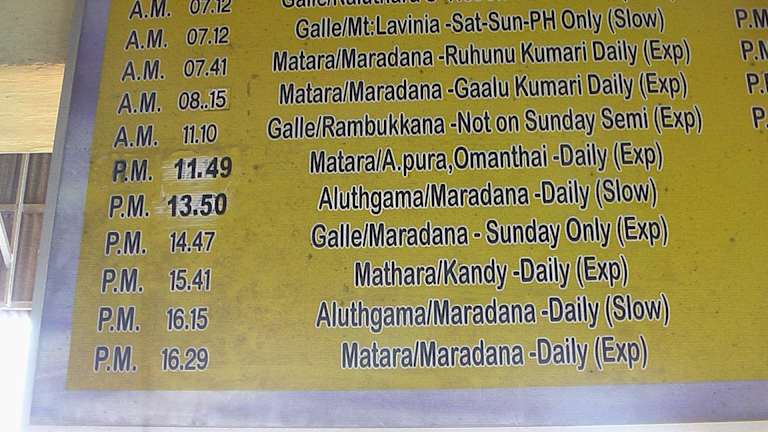 A.M. 07.12
A.M. 07.12 Galle/Mt:Lavinia -Sat-Sun-PH Only (Slow)
A.M. 07.41 Matara/Maradana -Ruhunu Kumari Daily (Exp)
A.M. 08..15 Matara/Maradana -Gaalu Kumari Daily (Exp)
A.M. 11.10 Galle/Rambukkana -Not on Sunday Semi (Exp)
P.M. 11.49 Matara/A.pura,Omanthai -Daily (Exp)
P.M. 13.50 Aluthgama/Maradana -Daily (Slow)
P.M. 14.47 Galle/Maradana - Sunday Only (Exp)
P.M. 15.41 Mathara/Kandy -Daily (Exp)
P.M. 16.15 Aluthgama/Maradana -Daily (Slow)
P.M. 16.29 Matara/Maradana -Daily (Exp)